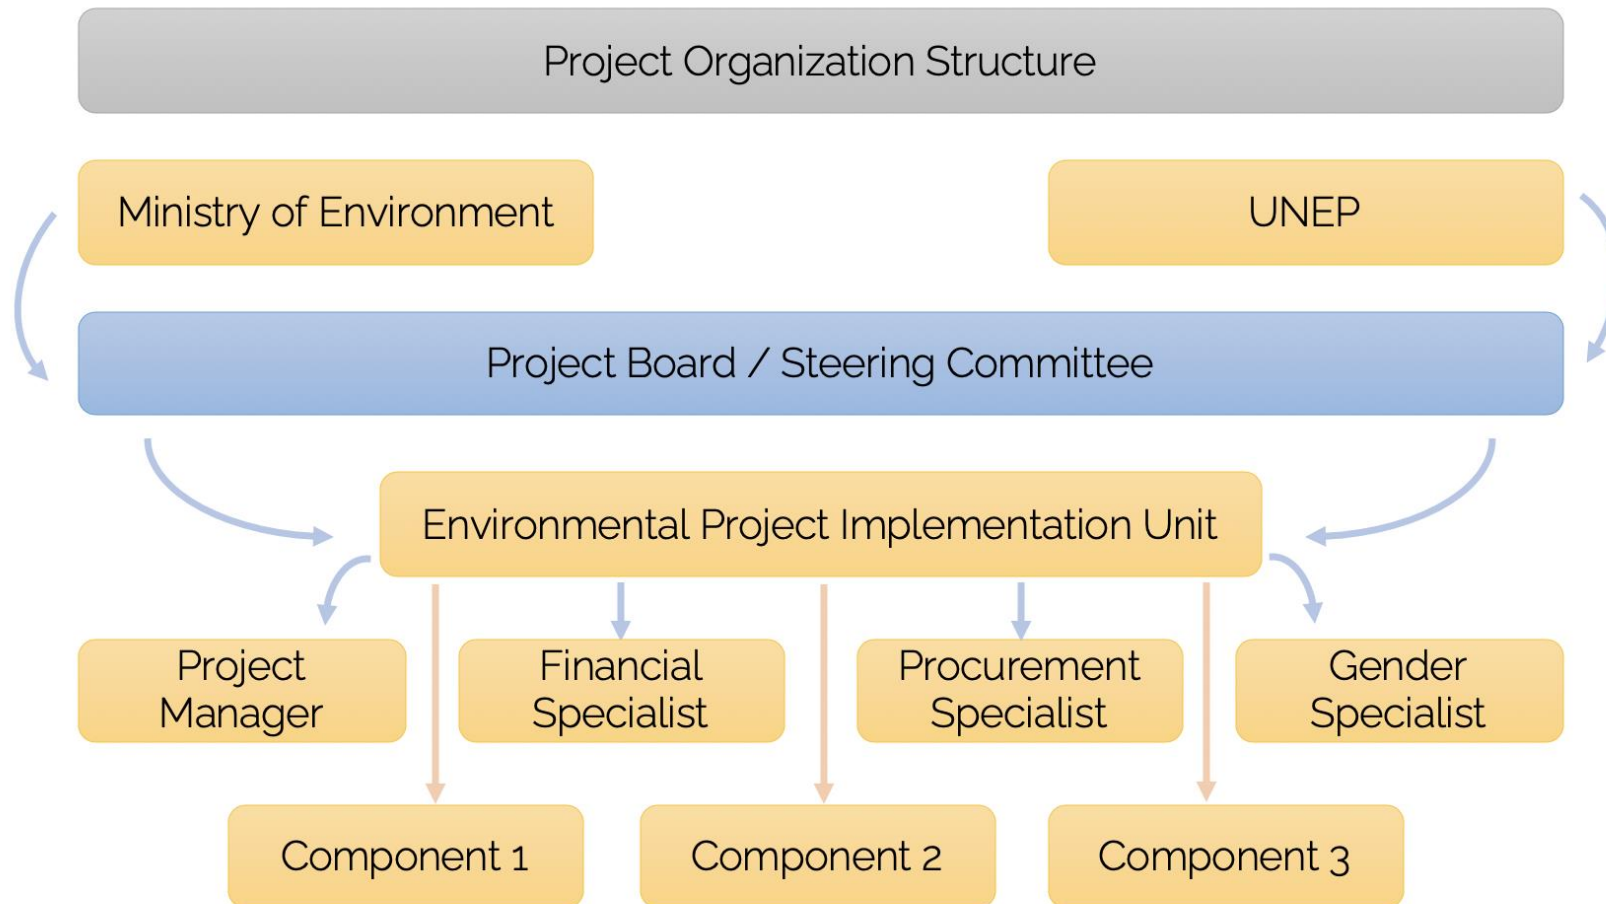 Project Organization Structure
Ministry of Environment
UNEP
Project Board / Steering Committee
Environmental Project Implementation Unit
Project
Manager
Financial
Specialist
Procurement
Specialist
Gender
Specialist
Component 1
Component 2
Component 3